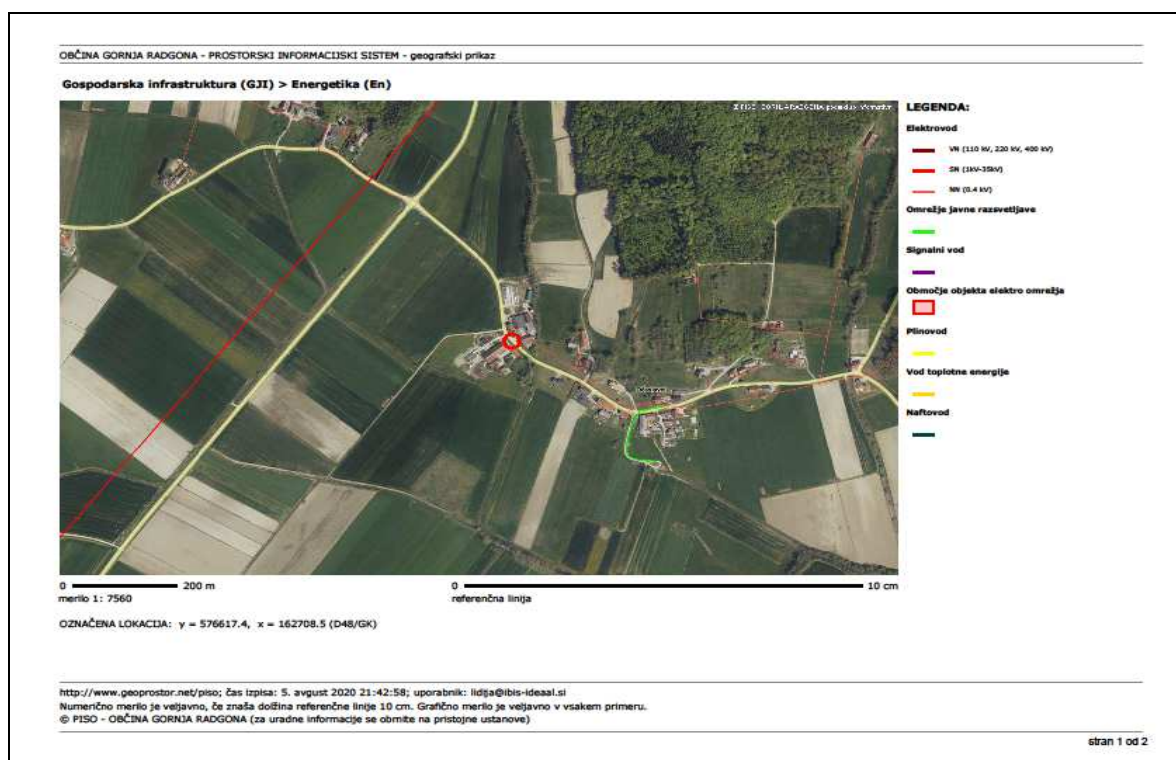 OBČINA GORNJA RADGONA - PROSTORSKI INFORMACIJSKI SISTEM - geografski prikaz
Gospodarska infrastruktura (GJI) > Energetika (En)
LEGENDA:
Elektrovod
VN (110 kV, 220 kV, 400 kV)
SN (1kV-35kV)
NN (0.4 kV)
Omrežje javne razsvetljave
Signalni vod
Območje objekta elektro omrežja
Plinovod
Vod toplotne energije
Naftovod
0 200 m
merilo 1: 7560
0 10 cm
referenčna linija
OZNAČENA LOKACIJA: y = 576617.4, x = 162708.5 (D48/GK)
http://www.geoprostor.net/piso; čas izpisa: 5. avgust 2020 21:42:58; uporabnik: lidija@ibis-ideaal.si
Numerično merilo je veljavno, če znaša dolžina referenčne linije 10 cm. Grafično merilo je veljavno v vsakem primeru.
© PISO - OBČINA GORNJA RADGONA (za uradne informacije se obrnite na pristojne ustanove)
stran 1 od 2